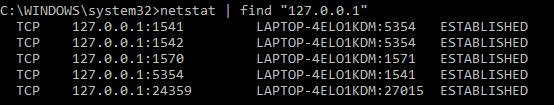 C:\WINDOWS\system32>netstat | find "127.0.0.1"
TCP    127.0.0.1:1541         LAPTOP-4ELO1KDM:5354   ESTABLISHED
TCP    127.0.0.1:1542         LAPTOP-4ELO1KDM:5354   ESTABLISHED
TCP    127.0.0.1:1570         LAPTOP-4ELO1KDM:1571   ESTABLISHED
TCP    127.0.0.1:5354         LAPTOP-4ELO1KDM:1541   ESTABLISHED
TCP    127.0.0.1:24359        LAPTOP-4ELO1KDM:27015  ESTABLISHED